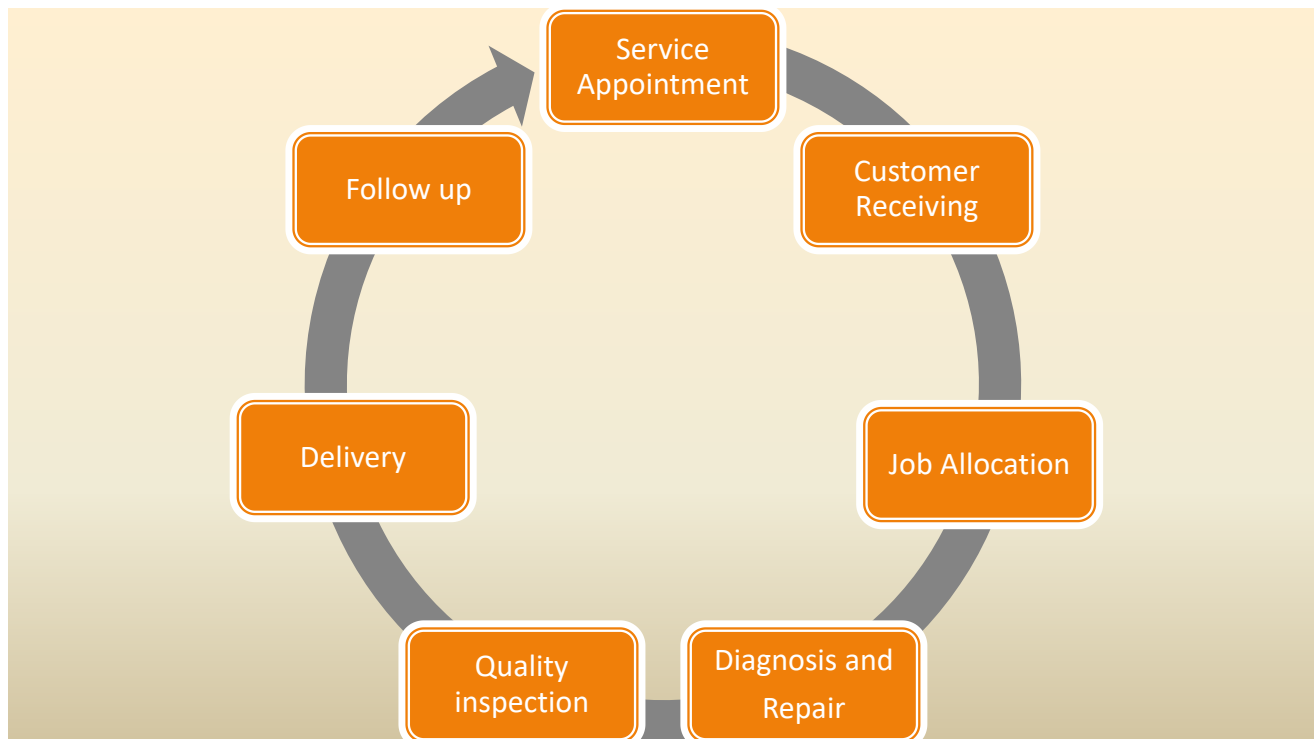 Service
Appointment
Customer
Receiving
Job Allocation
Diagnosis and
Repair
Quality
inspection
Delivery
Follow up